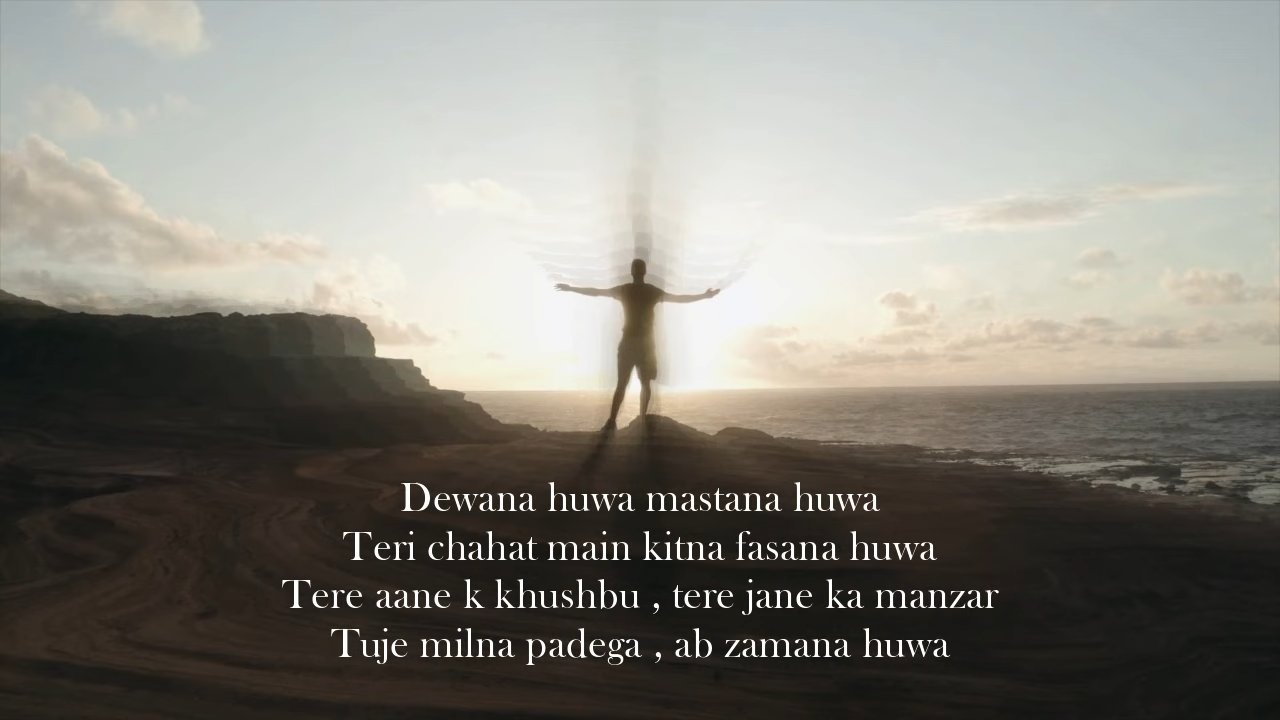 Dewana huwa mastana huwa
Teri chahat main kitna fasana huwa
Tere aane k khushbu , tere jane ka manzar
Tuje milna padega , ab zamana huwa